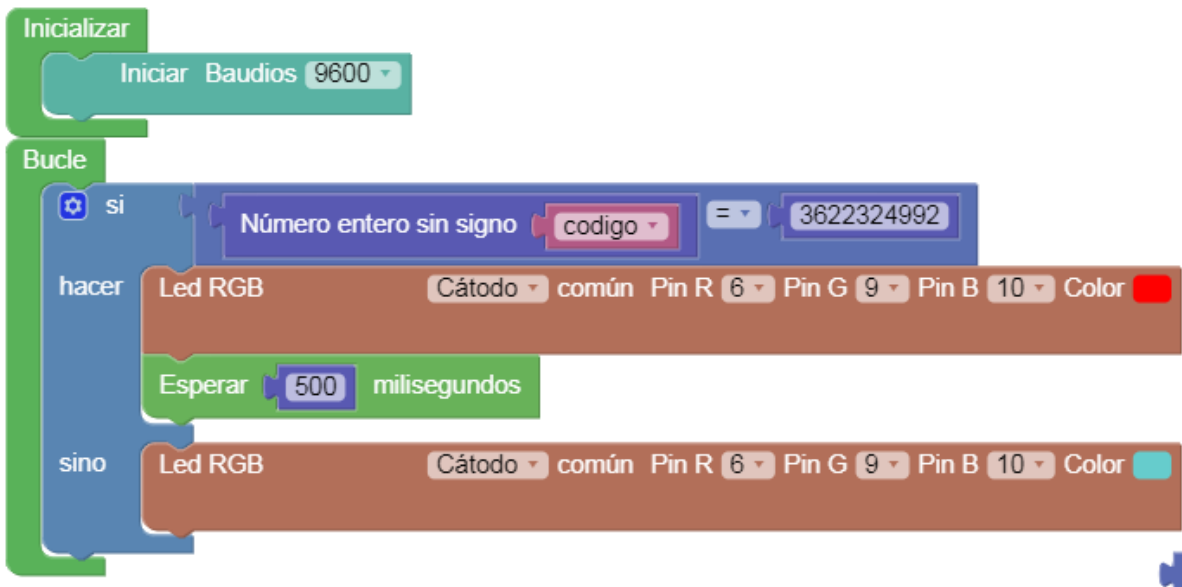 Inicializar
Iniciar Baudios 9600
Bucle
si Número entero sin signo codigo = 3622324992
hacer Led RGB Cátodo común Pin R 6 Pin G 9 Pin B 10 Color
Esperar 500 milisegundos
sino Led RGB Cátodo común Pin R 6 Pin G 9 Pin B 10 Color